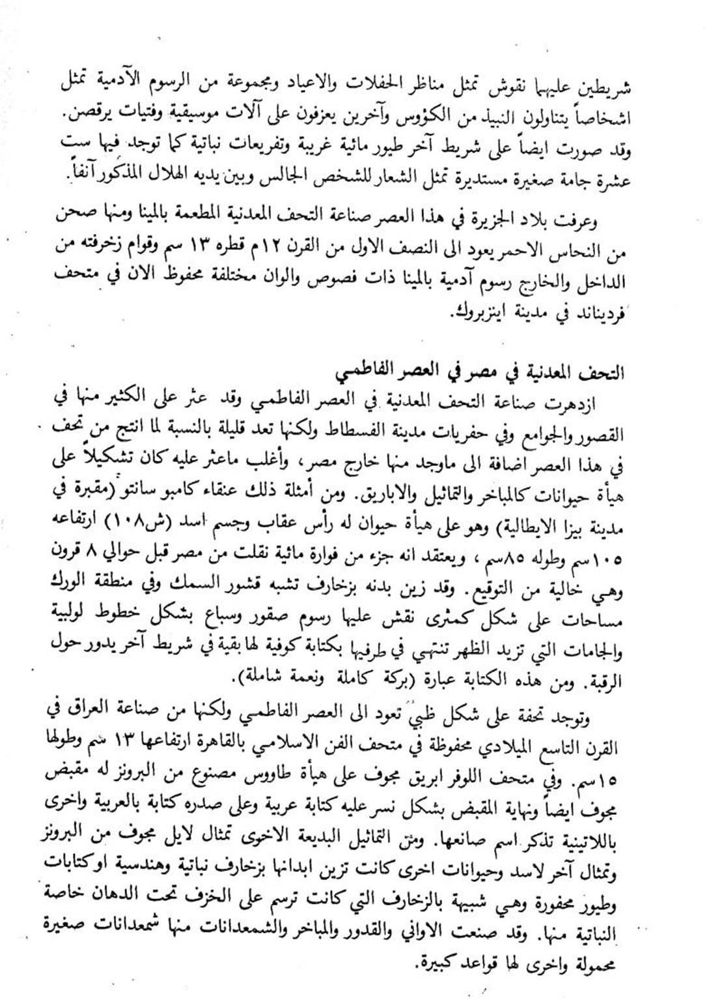 شريطين عليهما نقوش تمثل مناظر الحفلات والاعياد ومجموعة من الرسوم الآدمية تمثل
اشخاصاً يتناولون النبيذ من الكؤوس وآخرين يعزفون على آلات موسيقية وفتيات يرقصن.
وقد صورت ايضاً على شريط آخر طيور مائية غريبة وتفريعات نباتية كما توجد فيها ست
عشرة جامة صغيرة مستديرة تمثل الشعار للشخص الجالس وبين يديه الهلال المذكور آنفاً.
وعرفت بلاد الجزيرة في هذا العصر صناعة التحف المعدنية المطعمة بالمينا ومنها صحن
من النحاس الاحمر يعود الى النصف الاول من القرن ١٢م قطره ١٣ سم وقوام زخرفته من
الداخل والخارج رسوم آدمية بالمينا ذات فصوص والوان مختلفة محفوظ الان في متحف
فرديناند في مدينة اينزبروك.
التحف المعدنية في مصر في العصر الفاطمي
ازدهرت صناعة التحف المعدنية في العصر الفاطمي وقد عثر على الكثير منها في
القصور والجوامع وفي حفريات مدينة الفسطاط ولكنها تعد قليلة بالنسبة لما انتج من تحف
في هذا العصر اضافة الى ماوجد منها خارج مصر، وأغلب ماعثر عليه كان تشكيلاً على
هيأة حيوانات كالمباخر والتماثيل والاباريق. ومن أمثلة ذلك عنقاء كامبو سانتو (مقبرة في
مدينة بيزا الايطالية) وهو على هيأة حيوان له رأس عقاب وجسم اسد (ش١٠٨) ارتفاعه
١٠٥سم وطوله ٨٥سم، ويعتقد انه جزء من فوارة مائية نقلت من مصر قبل حوالي ٨ قرون
وهي خالية من التوقيع. وقد زين بدنه بزخارف تشبه قشور السمك وفي منطقة الورك
مساحات على شكل كمثرى نقش عليها رسوم صقور وسباع بشكل خطوط لولبية
والجامات التي تزيد الظهر تنتهي في طرفيها بكتابة كوفية لها بقية في شريط آخر يدور حول
الرقبة. ومن هذه الكتابة عبارة (بركة كاملة ونعمة شاملة).
وتوجد تحفة على شكل ظبي تعود الى العصر الفاطمي ولكنها من صناعة العراق في
القرن التاسع الميلادي محفوظة في متحف الفن الاسلامي بالقاهرة ارتفاعها ١٣ سم وطولها
١٥سم. وفي متحف اللوفر ابريق مجوف على هيأة طاووس مصنوع من البرونز له مقبض
مجوف ايضاً ونهاية المقبض بشكل نسر عليه كتابة عربية وعلى صدره كتابة بالعربية واخرى
باللاتينية تذكر اسم صانعها. ومن التماثيل البديعة الاخرى تمثال لايل مجوف من البرونز
وتمثال آخر لاسد وحيوانات اخرى كانت تزين ابدانها بزخارف نباتية وهندسية او كتابات
وطيور محفورة وهي شبيهة بالزخارف التي كانت ترسم على الخزف تحت الدهان خاصة
النباتية منها. وقد صنعت الاواني والقدور والمباخر والشمعدانات منها شمعدانات صغيرة
محمولة واخرى لها قواعد كبيرة.